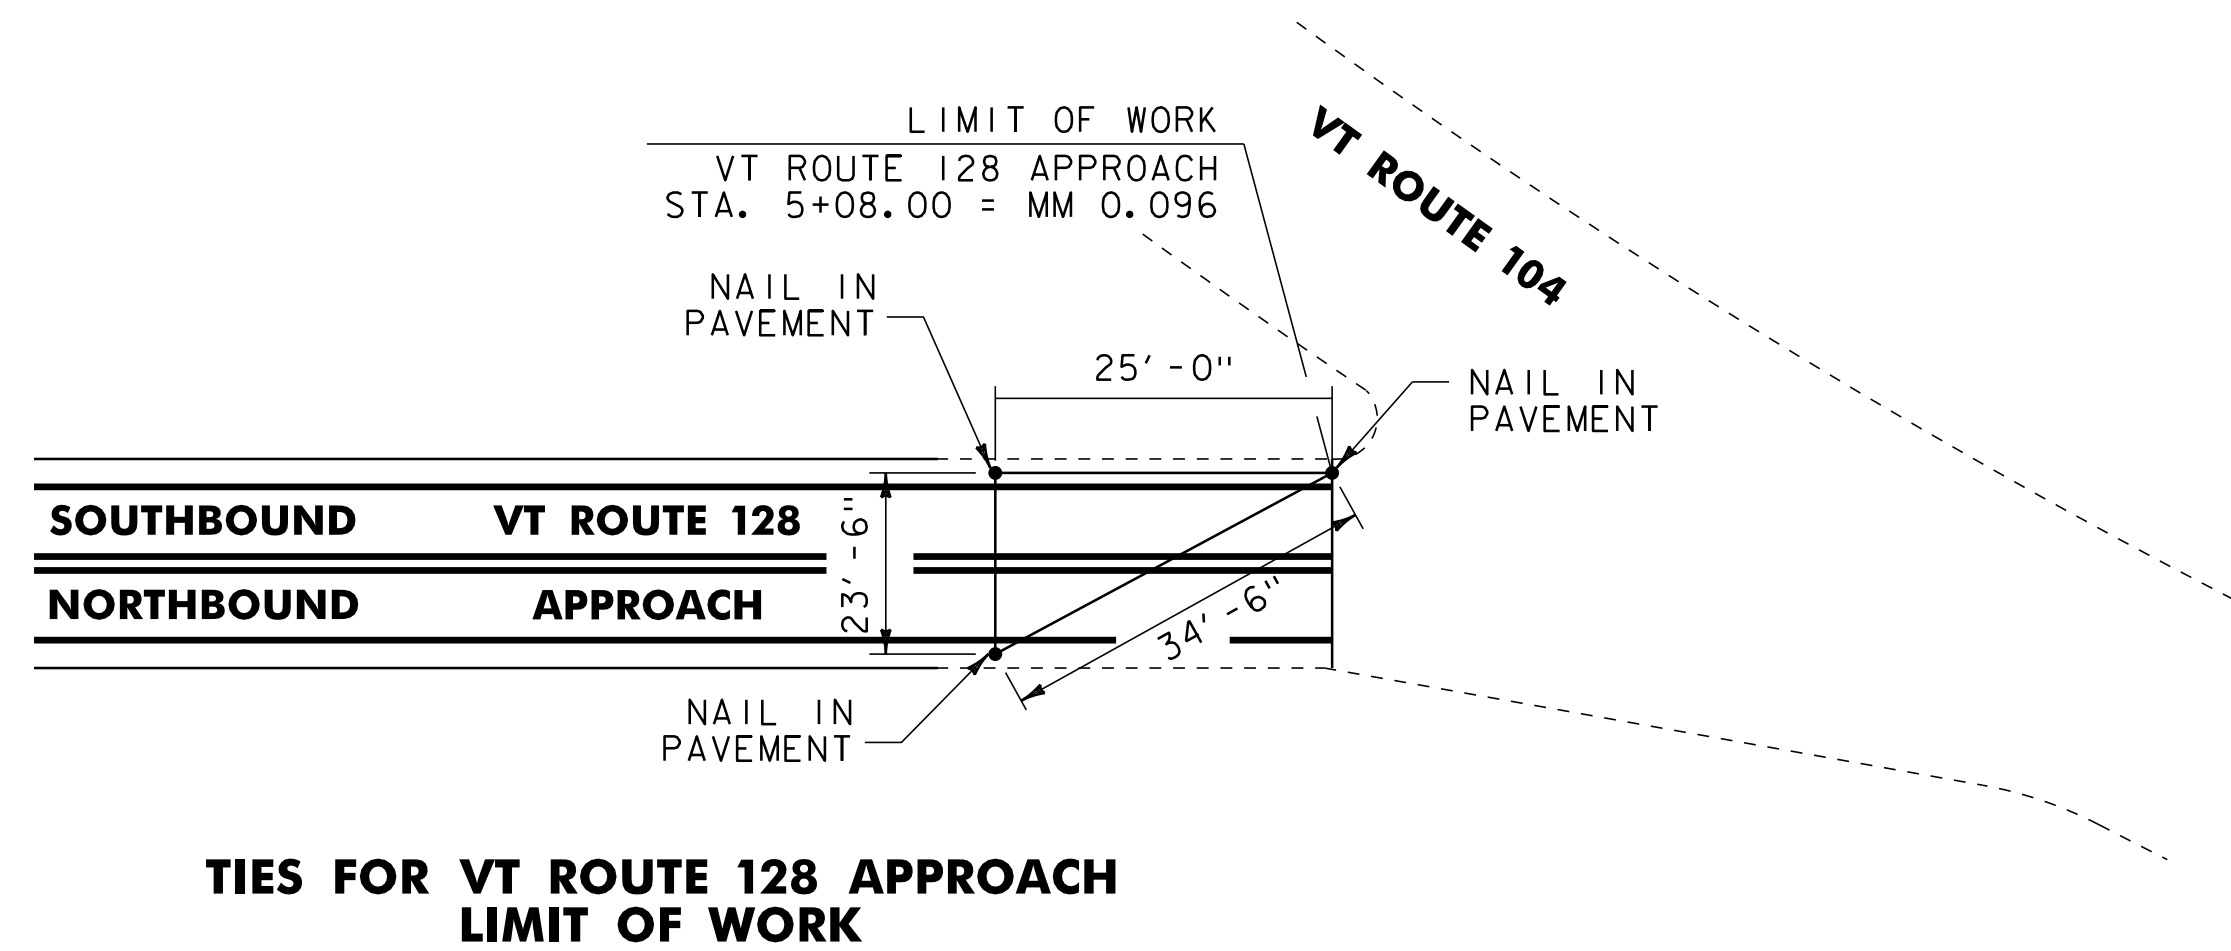 LIMIT OF WORK
VT ROUTE 128 APPROACH
STA. 5+08.00 = MM 0.096
VT ROUTE 104
NAIL IN
PAVEMENT
25'-0"
NAIL IN
PAVEMENT
SOUTHBOUND VT ROUTE 128
23'-6"
NORTHBOUND APPROACH
34'-6"
NAIL IN
PAVEMENT
TIES FOR VT ROUTE 128 APPROACH
LIMIT OF WORK